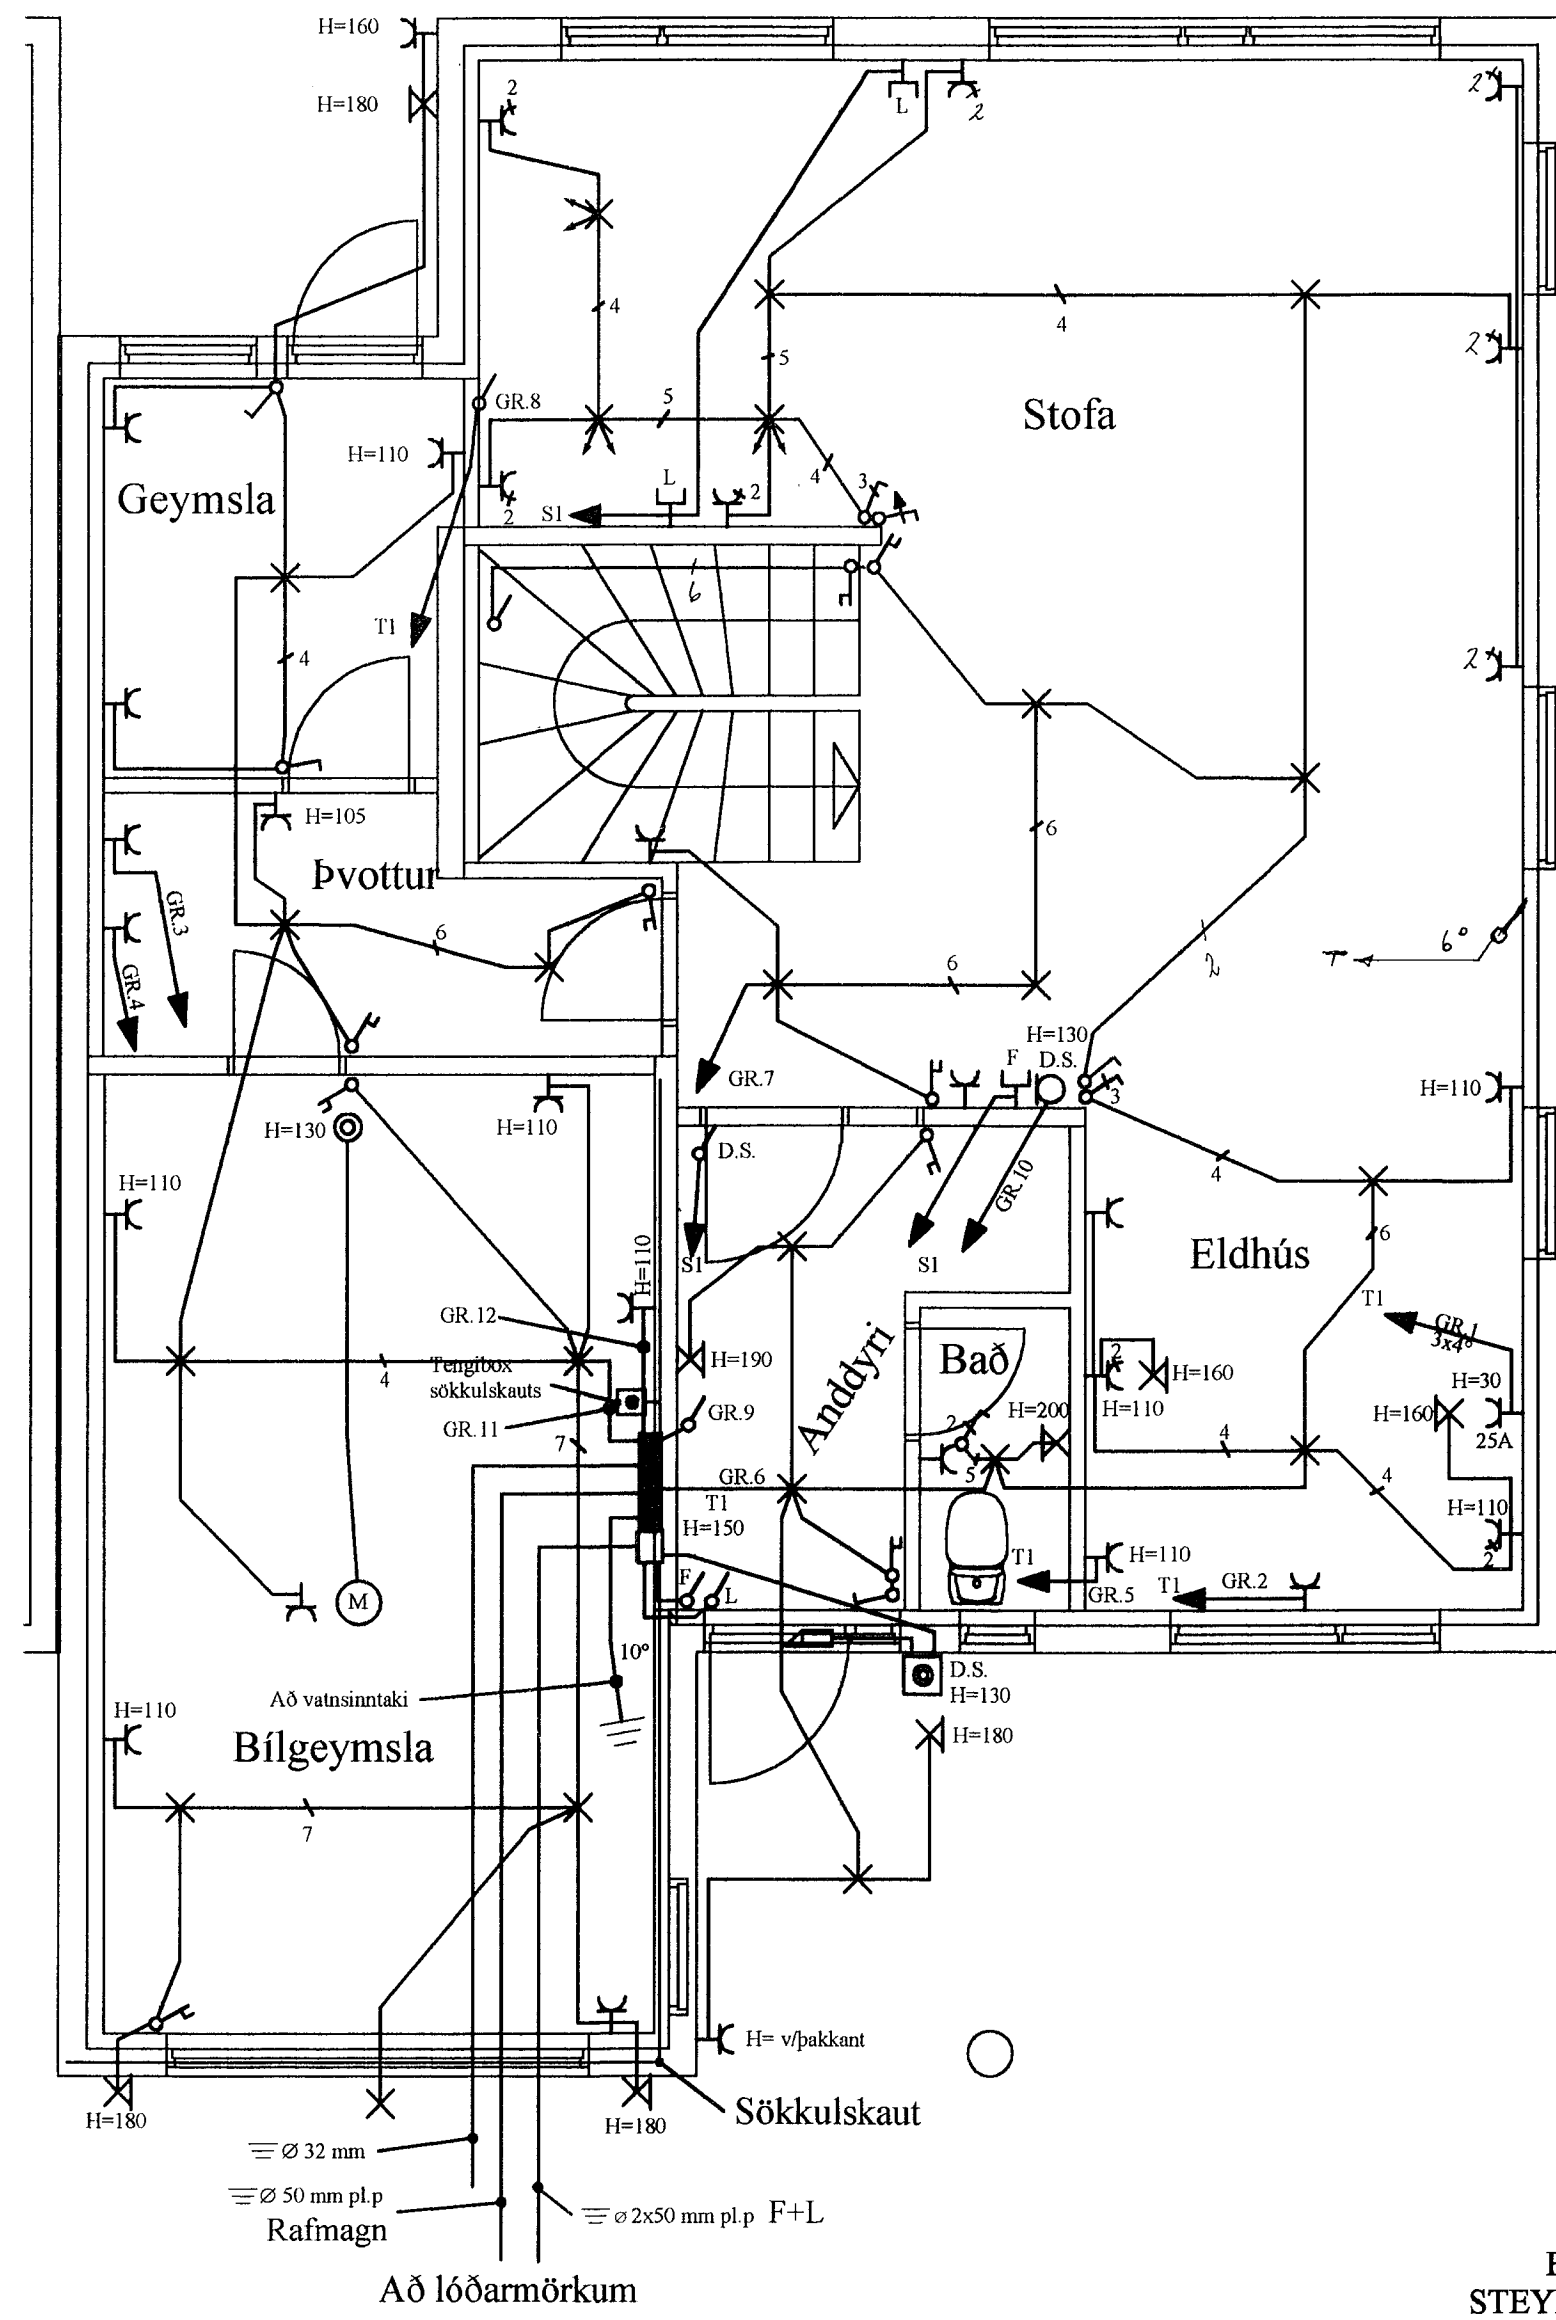 H=160
2
H=180
L
2
2
4
4
5
Stofa
2
GR.8
5
H=110
L
4
3
Geymsla
S1
2
2
6
T1
4
2
H=105
6
Þvottur
GR.3
6
6°
T
2
GR.4
6
H=130
F
D.S.
GR.7
3
H=110
H=130
H=110
D.S.
4
H=110
GR.10
H=110
S1
S1
6
Eldhús
T1
GR.12
GR.1
3x4°
Anddyri
Bað
H=190
2
H=160
Tengibox
sökkulskauts
4
H=30
H=200
H=110
H=160
GR.9
2
GR.11
25A
7
4
5
GR.6
4
T1
H=110
H=150
2
T1
H=110
F
L
GR.5
T1
GR.2
M
10°
D.S.
H=130
Að vatnsinntaki
H=110
H=180
Bílgeymsla
7
H= v/þakkant
H=180
H=180
Sökkulskaut
Ø 32 mm
Ø 50 mm pl.p
Rafmagn
ø 2x50 mm pl.p F+L
Að lóðarmörkum
STEY